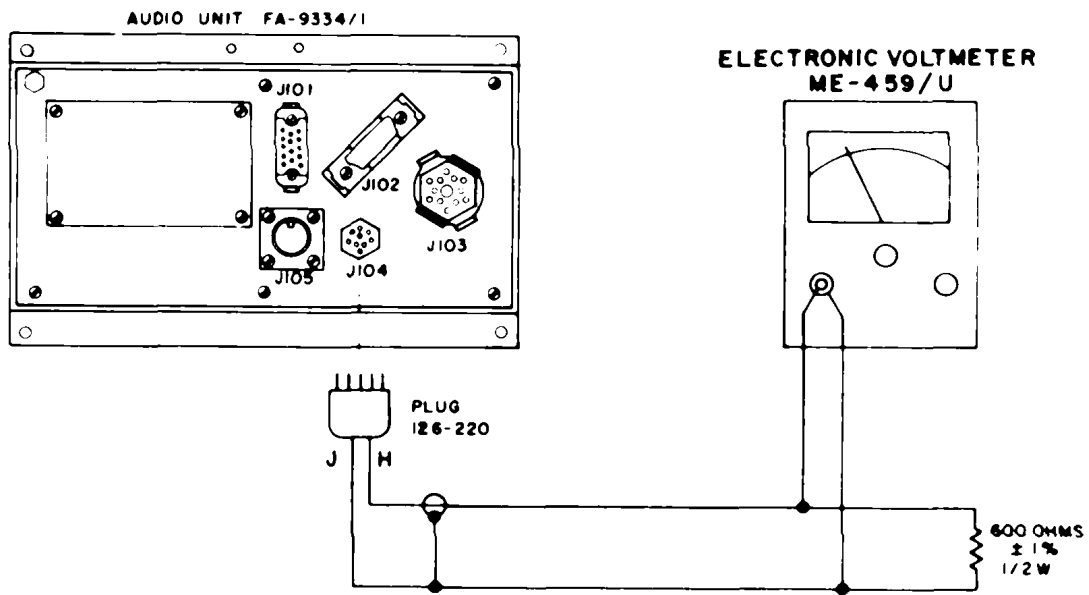 AUDIO UNIT FA-9334/1
ELECTRONIC VOLTMETER
ME-459/U
J101
J102
J103
J105
J104
PLUG
126-220
J
H
600 OHMS
± 1%
1/2 W